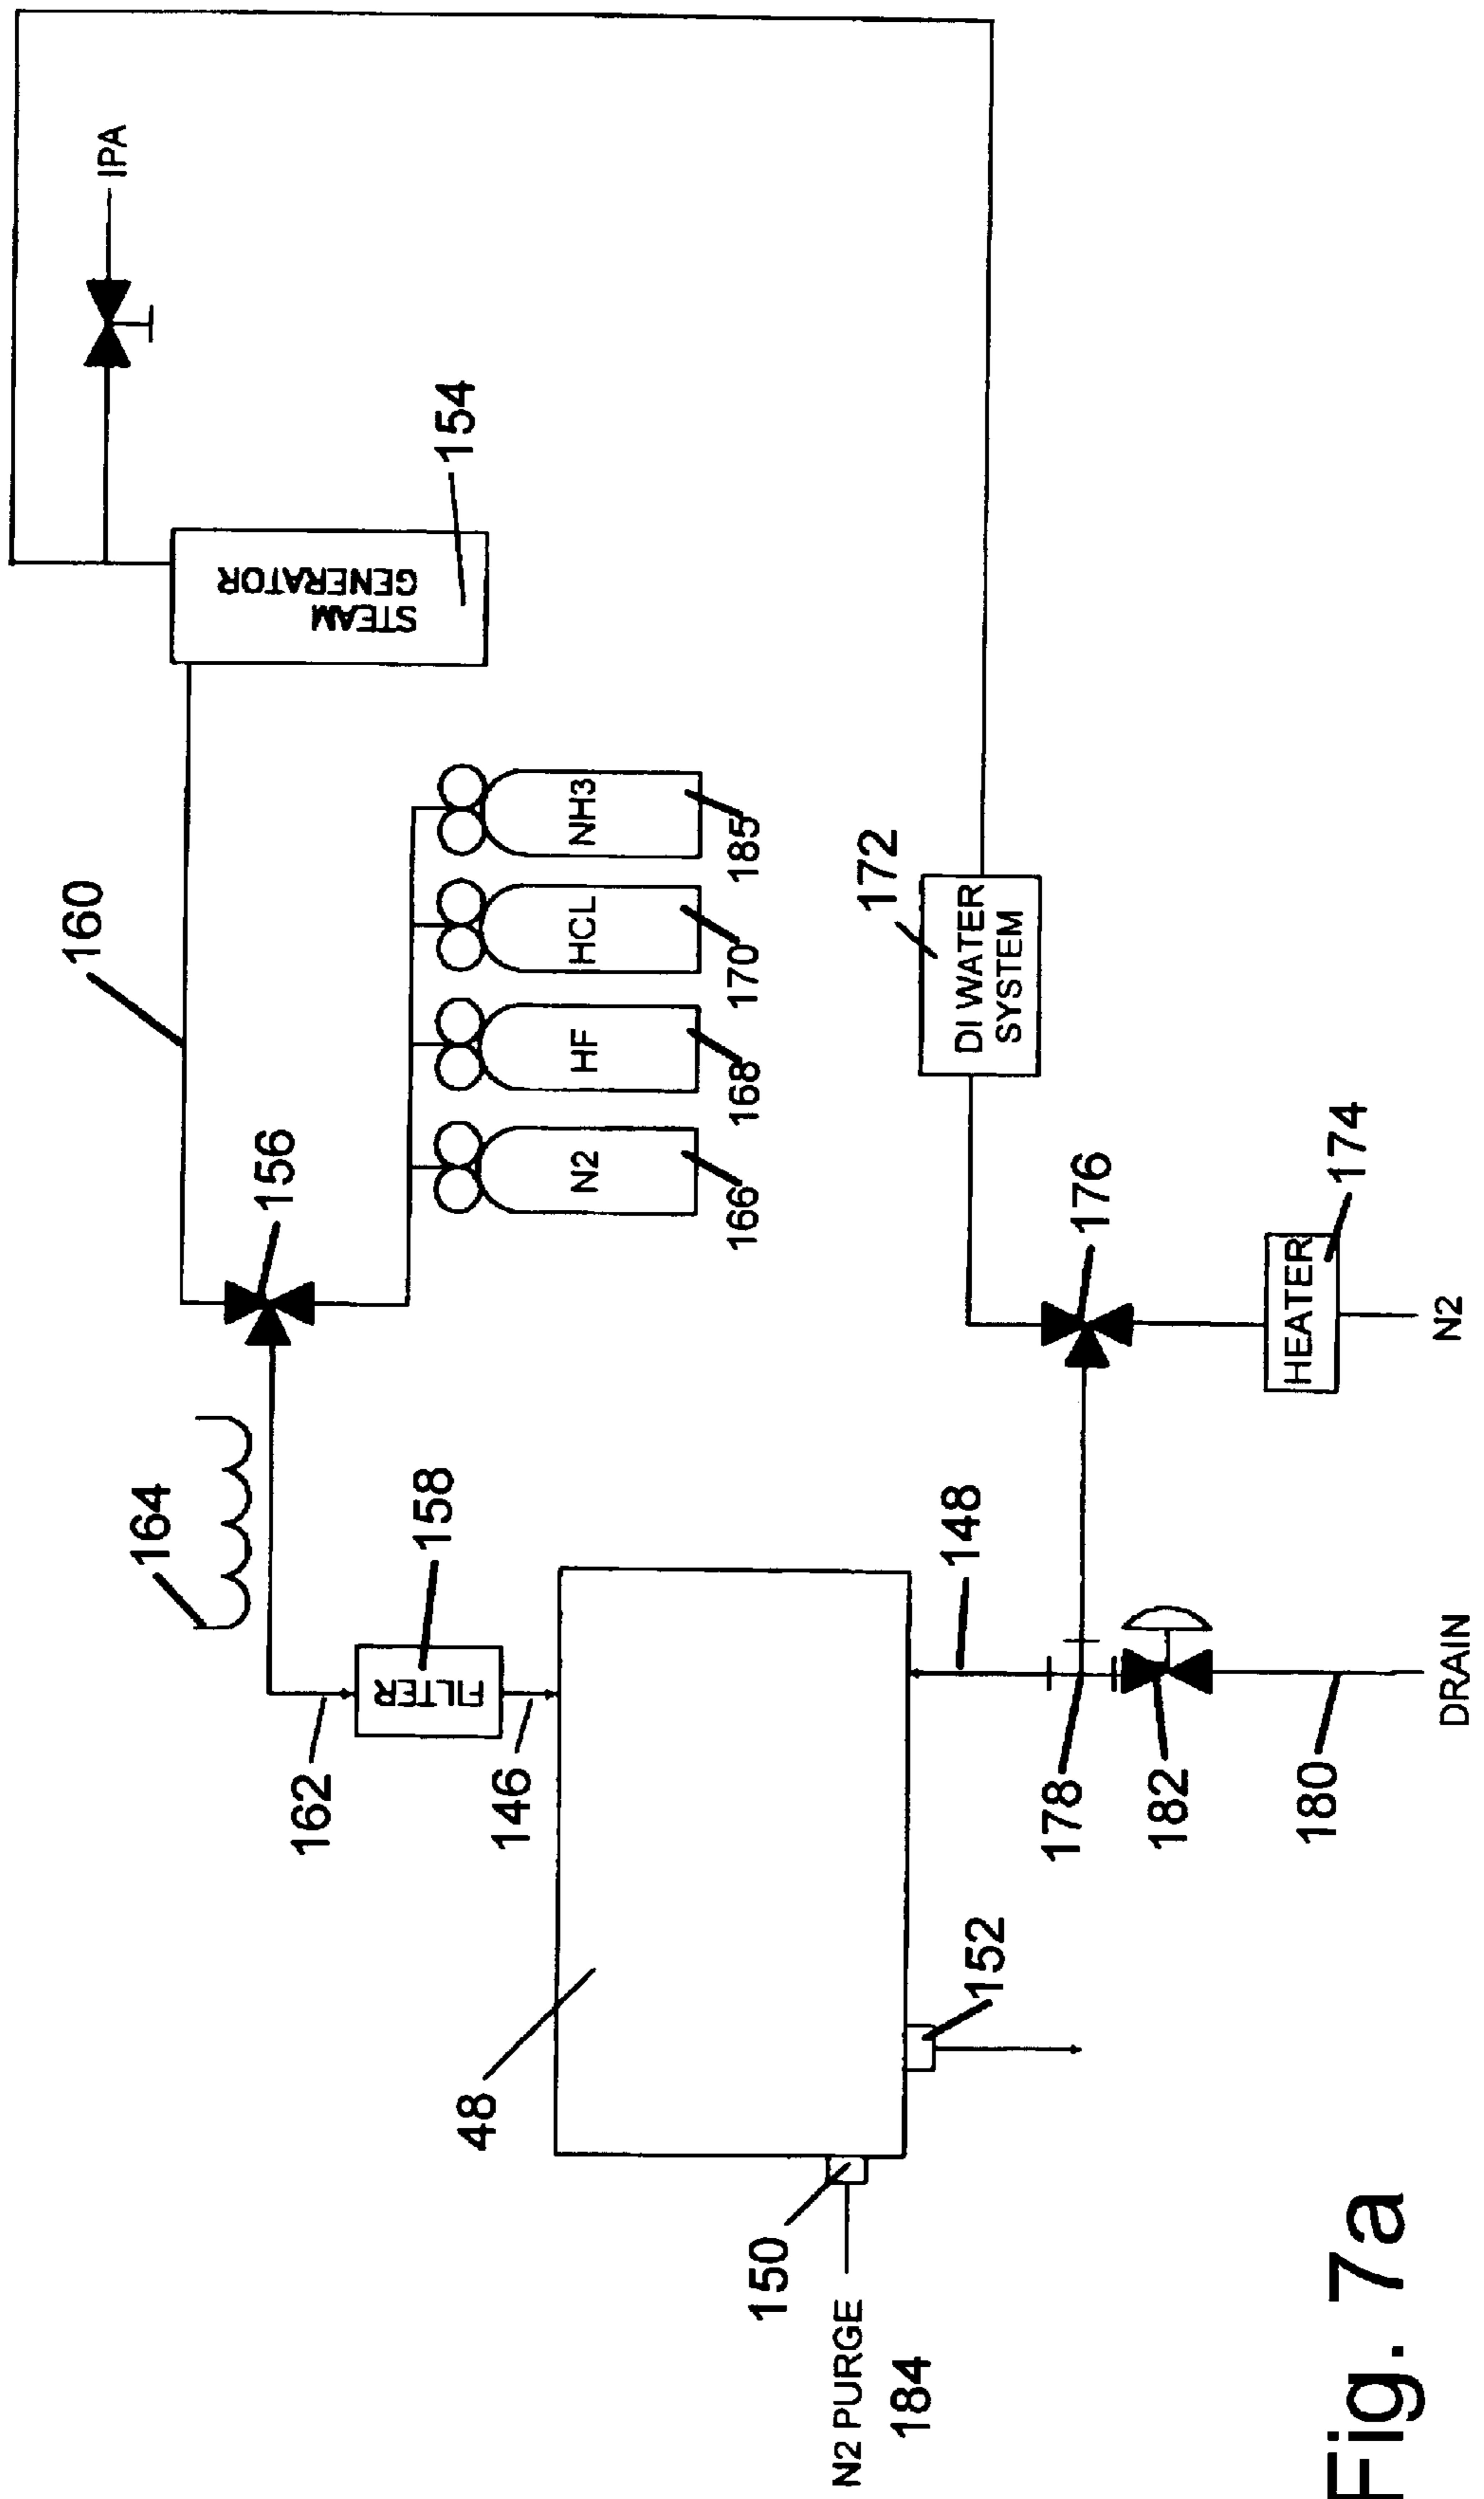 IPA
154
STEAM
GENERATOR
160
156
164
158
FILTER
162
146
NH3
HCL
HF
N2
185
170
168
166
172
DI WATER
SYSTEM
176
174
HEATER
N2
148
178
182
180
DRAIN
48
152
150
N2 PURGE
184
Fig. 7a